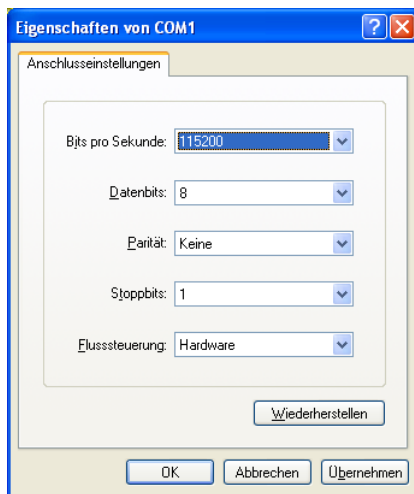 Eigenschaften von COM1
Anschlusseinstellungen
Bits pro Sekunde: 115200
Datenbits: 8
Parität: Keine
Stoppbits: 1
Flusssteuerung: Hardware
Wiederherstellen
OK Abbrechen Übernehmen